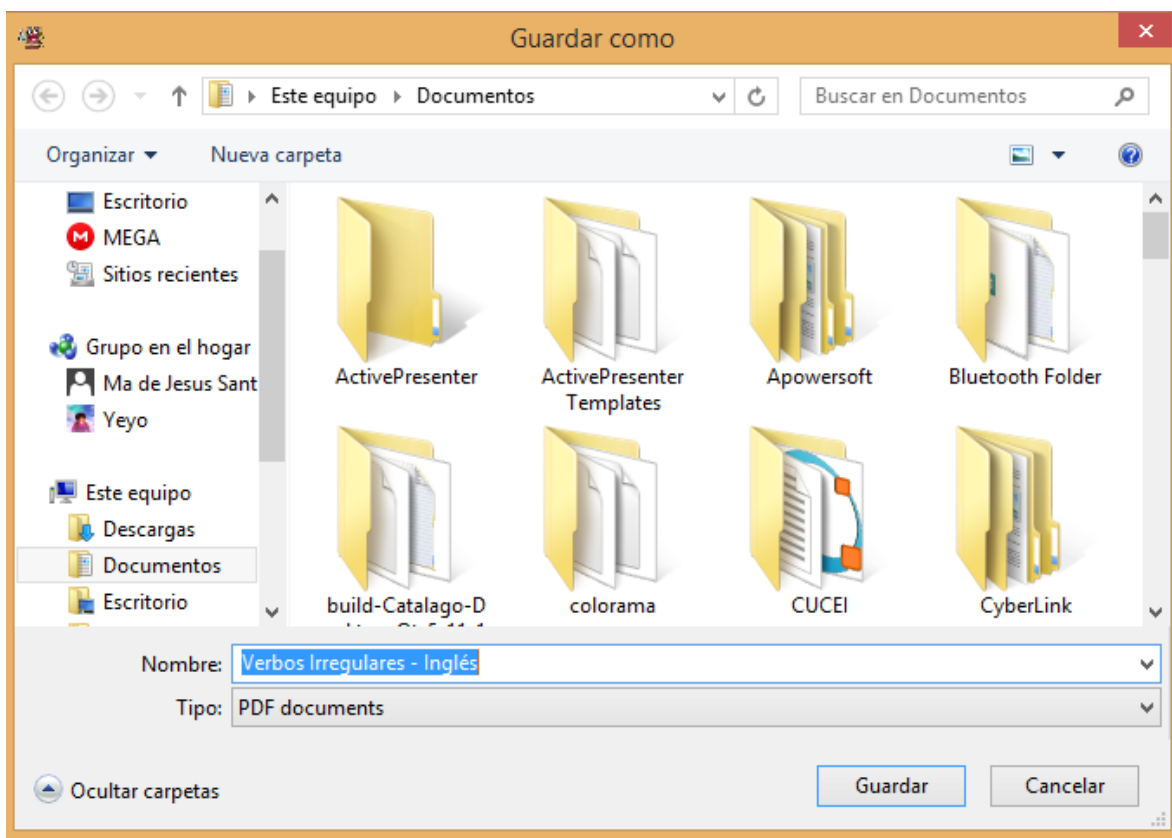 Guardar como
Este equipo Documentos
Buscar en Documentos
Organizar Nueva carpeta
Escritorio
MEGA
Sitios recientes
Grupo en el hogar
Ma de Jesus Sant
Yeyo
Este equipo
Descargas
Documentos
Escritorio
ActivePresenter
ActivePresenter
Templates
Apowersoft
Bluetooth Folder
build-Catalago-D
colorama
CUCEI
CyberLink
Nombre: Verbos Irregulares - Inglés
Tipo: PDF documents
Ocultar carpetas
Guardar Cancelar